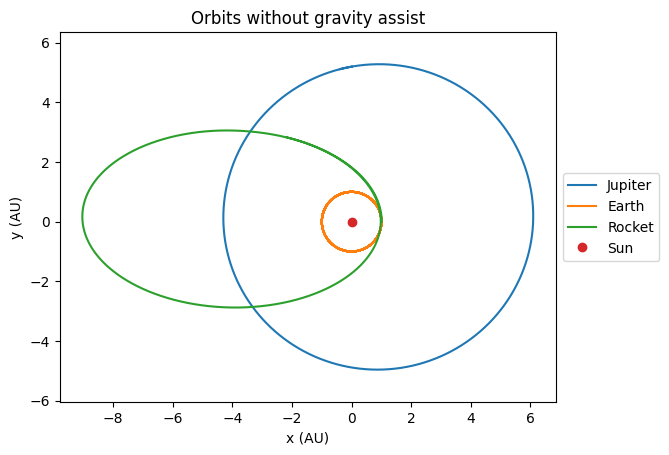 Orbits without gravity assist
y (AU)
6
4
2
0
−2
−4
−6
−8
−6
−4
−2
0
2
4
6
x (AU)
Jupiter
Earth
Rocket
Sun